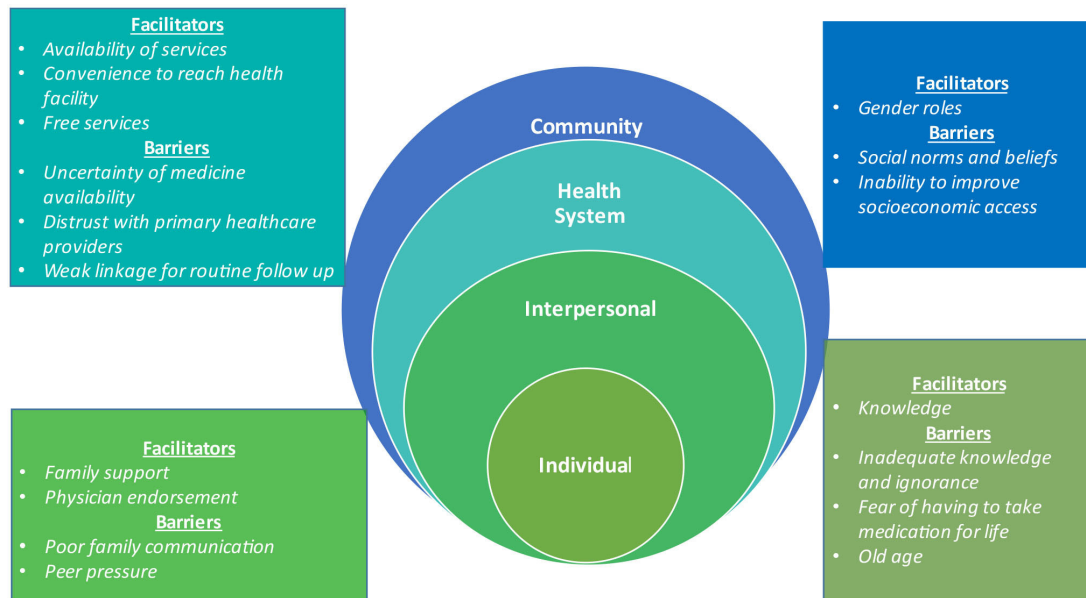 Facilitators
• Availability of services
• Convenience to reach health
facility
• Free services
Barriers
• Uncertainty of medicine
availability
• Distrust with primary healthcare
providers
• Weak linkage for routine follow up
Community
Health
System
Interpersonal
Individual
Facilitators
• Gender roles
Barriers
• Social norms and beliefs
• Inability to improve
socioeconomic access
Facilitators
• Family support
• Physician endorsement
Barriers
• Poor family communication
• Peer pressure
Facilitators
• Knowledge
Barriers
• Inadequate knowledge
and ignorance
• Fear of having to take
medication for life
• Old age